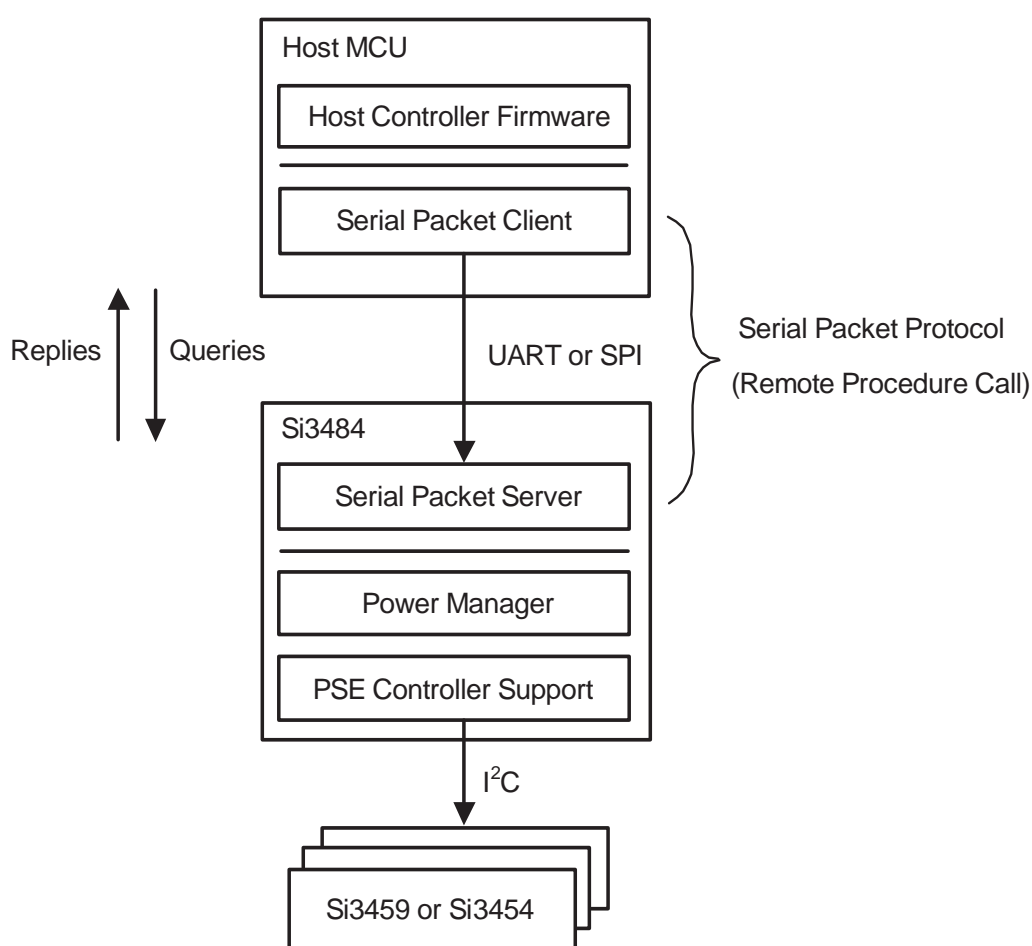 Host MCU
Host Controller Firmware
Serial Packet Client
Replies
Queries
UART or SPI
Serial Packet Protocol
(Remote Procedure Call)
Si3484
Serial Packet Server
Power Manager
PSE Controller Support
I²C
Si3459 or Si3454